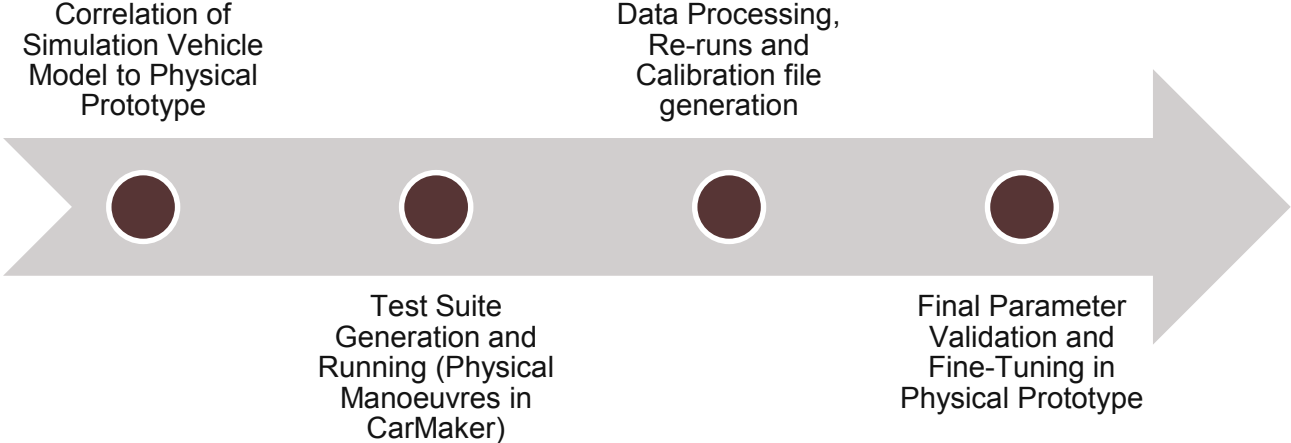 Correlation of
Simulation Vehicle
Model to Physical
Prototype
Test Suite
Generation and
Running (Physical
Manoeuvres in
CarMaker)
Data Processing,
Re-runs and
Calibration file
generation
Final Parameter
Validation and
Fine-Tuning in
Physical Prototype